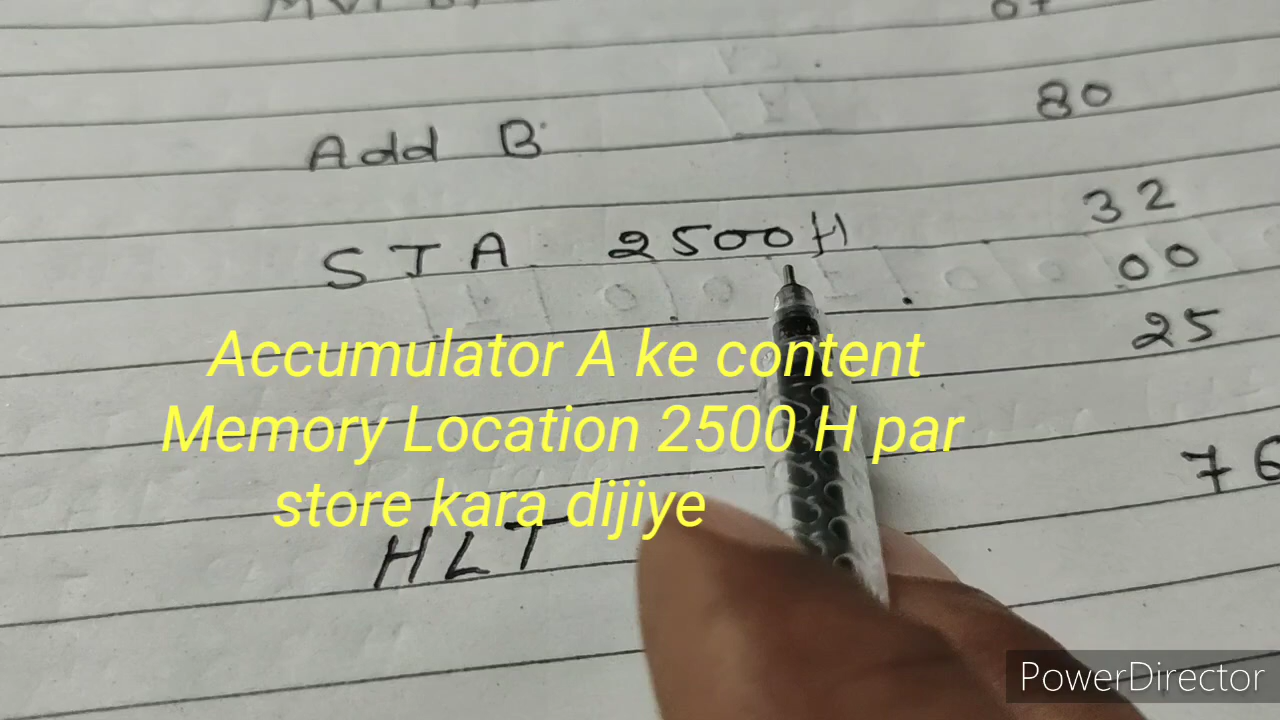 Add B 80
STA 2500H 32
00
25
Accumulator A ke content
Memory Location 2500 H par
store kara dijiye
HLT 76
PowerDirector